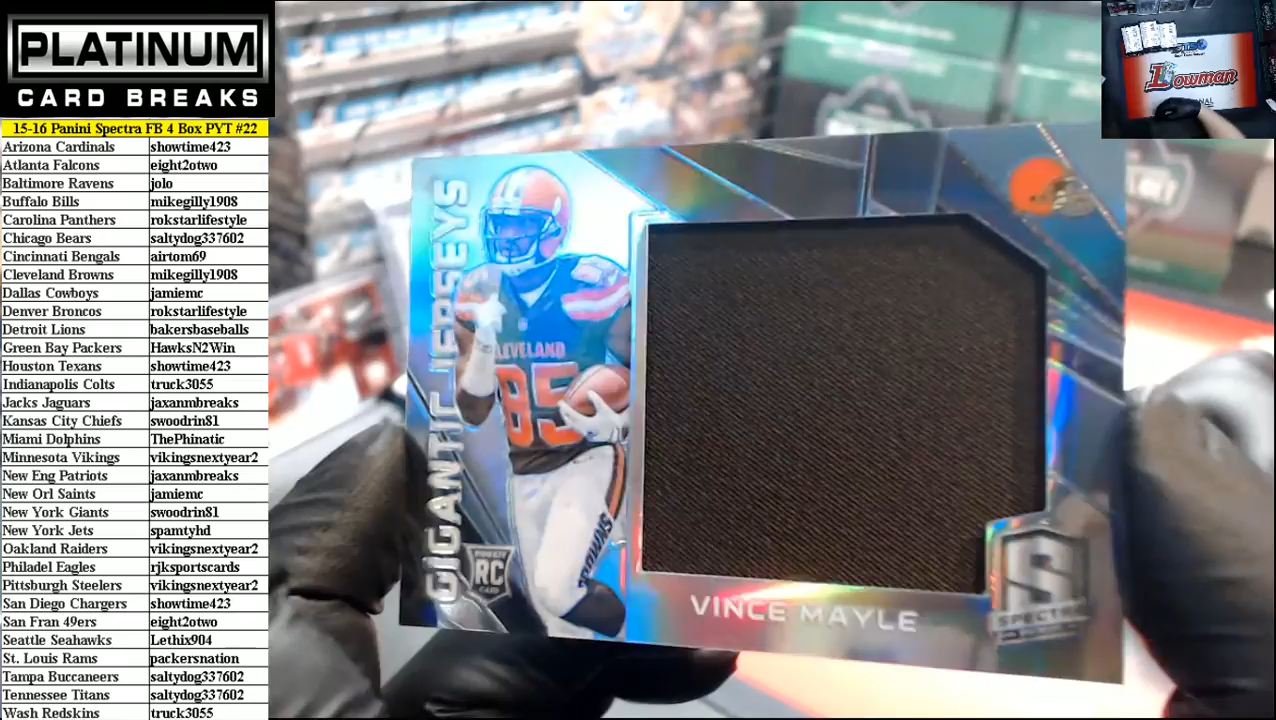 PLATINUM
CARD BREAKS
15-16 Panini Spectra FB 4 Box PYT #22
Arizona Cardinals showtime423
Atlanta Falcons eight2otwo
Baltimore Ravens jolo
Buffalo Bills mikegilly1908
Carolina Panthers rokstarlifestyle
Chicago Bears saltydog337602
Cincinnati Bengals airtom69
Cleveland Browns mikegilly1908
Dallas Cowboys jamiemc
Denver Broncos rokstarlifestyle
Detroit Lions bakersbaseballs
Green Bay Packers HawksN2Win
Houston Texans showtime423
Indianapolis Colts truck3055
Jacks Jaguars jaxanmbreaks
Kansas City Chiefs swoodrin81
Miami Dolphins ThePhinatic
Minnesota Vikings vikingsnextyear2
New Eng Patriots jaxanmbreaks
New Orl Saints jamiemc
New York Giants swoodrin81
New York Jets spamtyhd
Oakland Raiders vikingsnextyear2
Philadel Eagles rjksportscards
Pittsburgh Steelers vikingsnextyear2
San Diego Chargers showtime423
San Fran 49ers eight2otwo
Seattle Seahawks Lethix904
St. Louis Rams packersnation
Tampa Buccaneers saltydog337602
Tennessee Titans saltydog337602
Wash Redskins truck3055
GIGANTIC JERSEYS
CLEVELAND
85
BROWNS
RC
CARD
VINCE MAYLE
S
SPECTRA
Bowman